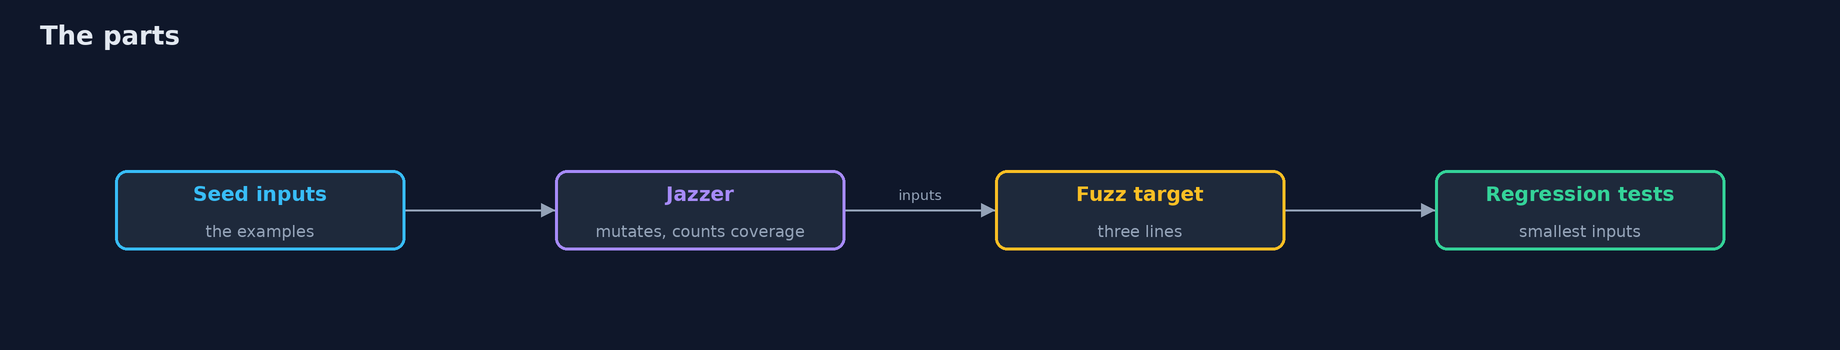 The parts
Seed inputs
the examples
Jazzer
mutates, counts coverage
inputs
Fuzz target
three lines
Regression tests
smallest inputs